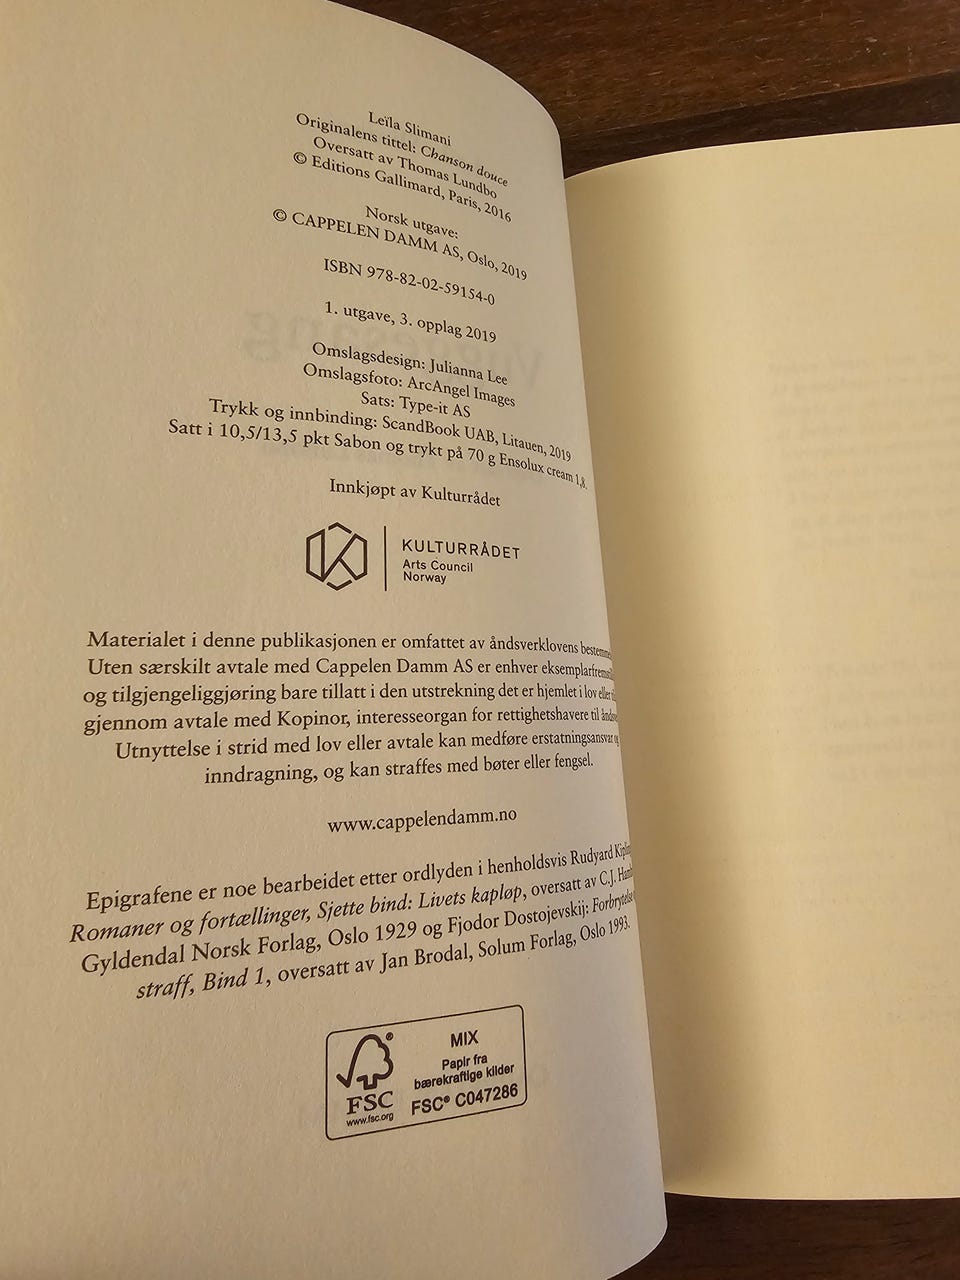 Leïla Slimani
Originalens tittel: Chanson douce
Oversatt av Thomas Lundbo
© Editions Gallimard, Paris, 2016
Norsk utgave:
© CAPPELEN DAMM AS, Oslo, 2019
ISBN 978-82-02-59154-0
1. utgave, 3. opplag 2019
Omslagsdesign: Julianna Lee
Omslagsfoto: ArcAngel Images
Sats: Type-it AS
Trykk og innbinding: ScandBook UAB, Litauen, 2019
Satt i 10,5/13,5 pkt Sabon og trykt på 70 g Ensolux cream 1,8.
Innkjøpt av Kulturrådet
KULTURRÅDET
Arts Council
Norway
Materialet i denne publikasjonen er omfattet av åndsverklovens
Uten særskilt avtale med Cappelen Damm AS er enhver
og tilgjengeliggjøring bare tillatt i den utstrekning det er hjemlet i lov eller
gjennom avtale med Kopinor, interesseorgan for rettighetshavere til
Utnyttelse i strid med lov eller avtale kan medføre erstatningsansvar
inndragning, og kan straffes med bøter eller fengsel.
www.cappelendamm.no
Epigrafene er noe bearbeidet etter ordlyden i henholdsvis Rudyard
Romaner og fortællinger, Sjette bind: Livets kapløp, oversatt av C.J.
Gyldendal Norsk Forlag, Oslo 1929 og Fjodor Dostojevskij: Forbrytelse
straff, Bind 1, oversatt av Jan Brodal, Solum Forlag, Oslo 1993.
FSC
www.fsc.org
MIX
Papir fra
bærekraftige kilder
FSC® C047286